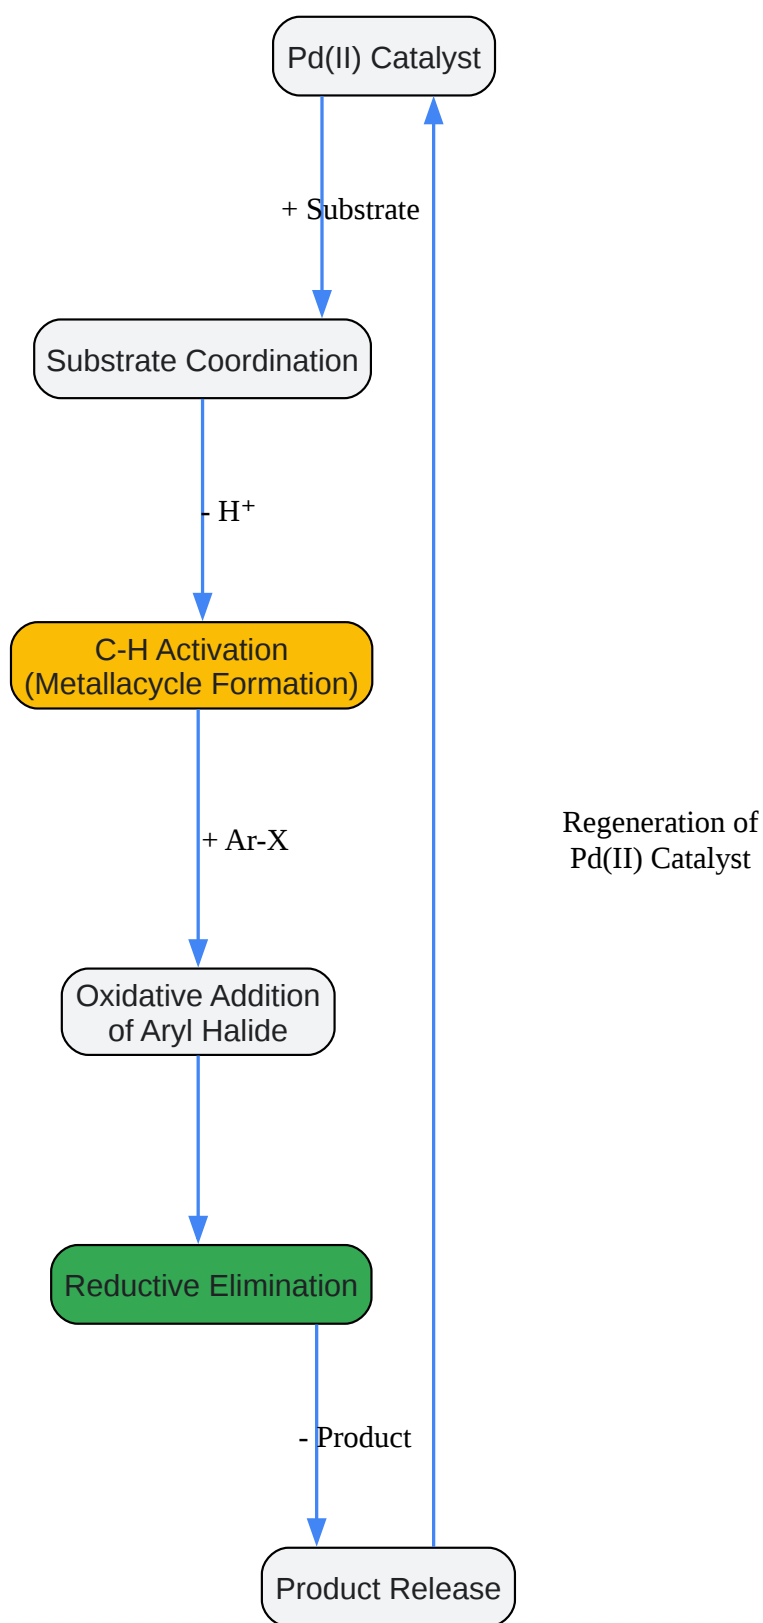 Pd(II) Catalyst
+ Substrate
Substrate Coordination
- H⁺
C-H Activation
(Metallacycle Formation)
+ Ar-X
Regeneration of
Pd(II) Catalyst
Oxidative Addition
of Aryl Halide
Reductive Elimination
- Product
Product Release